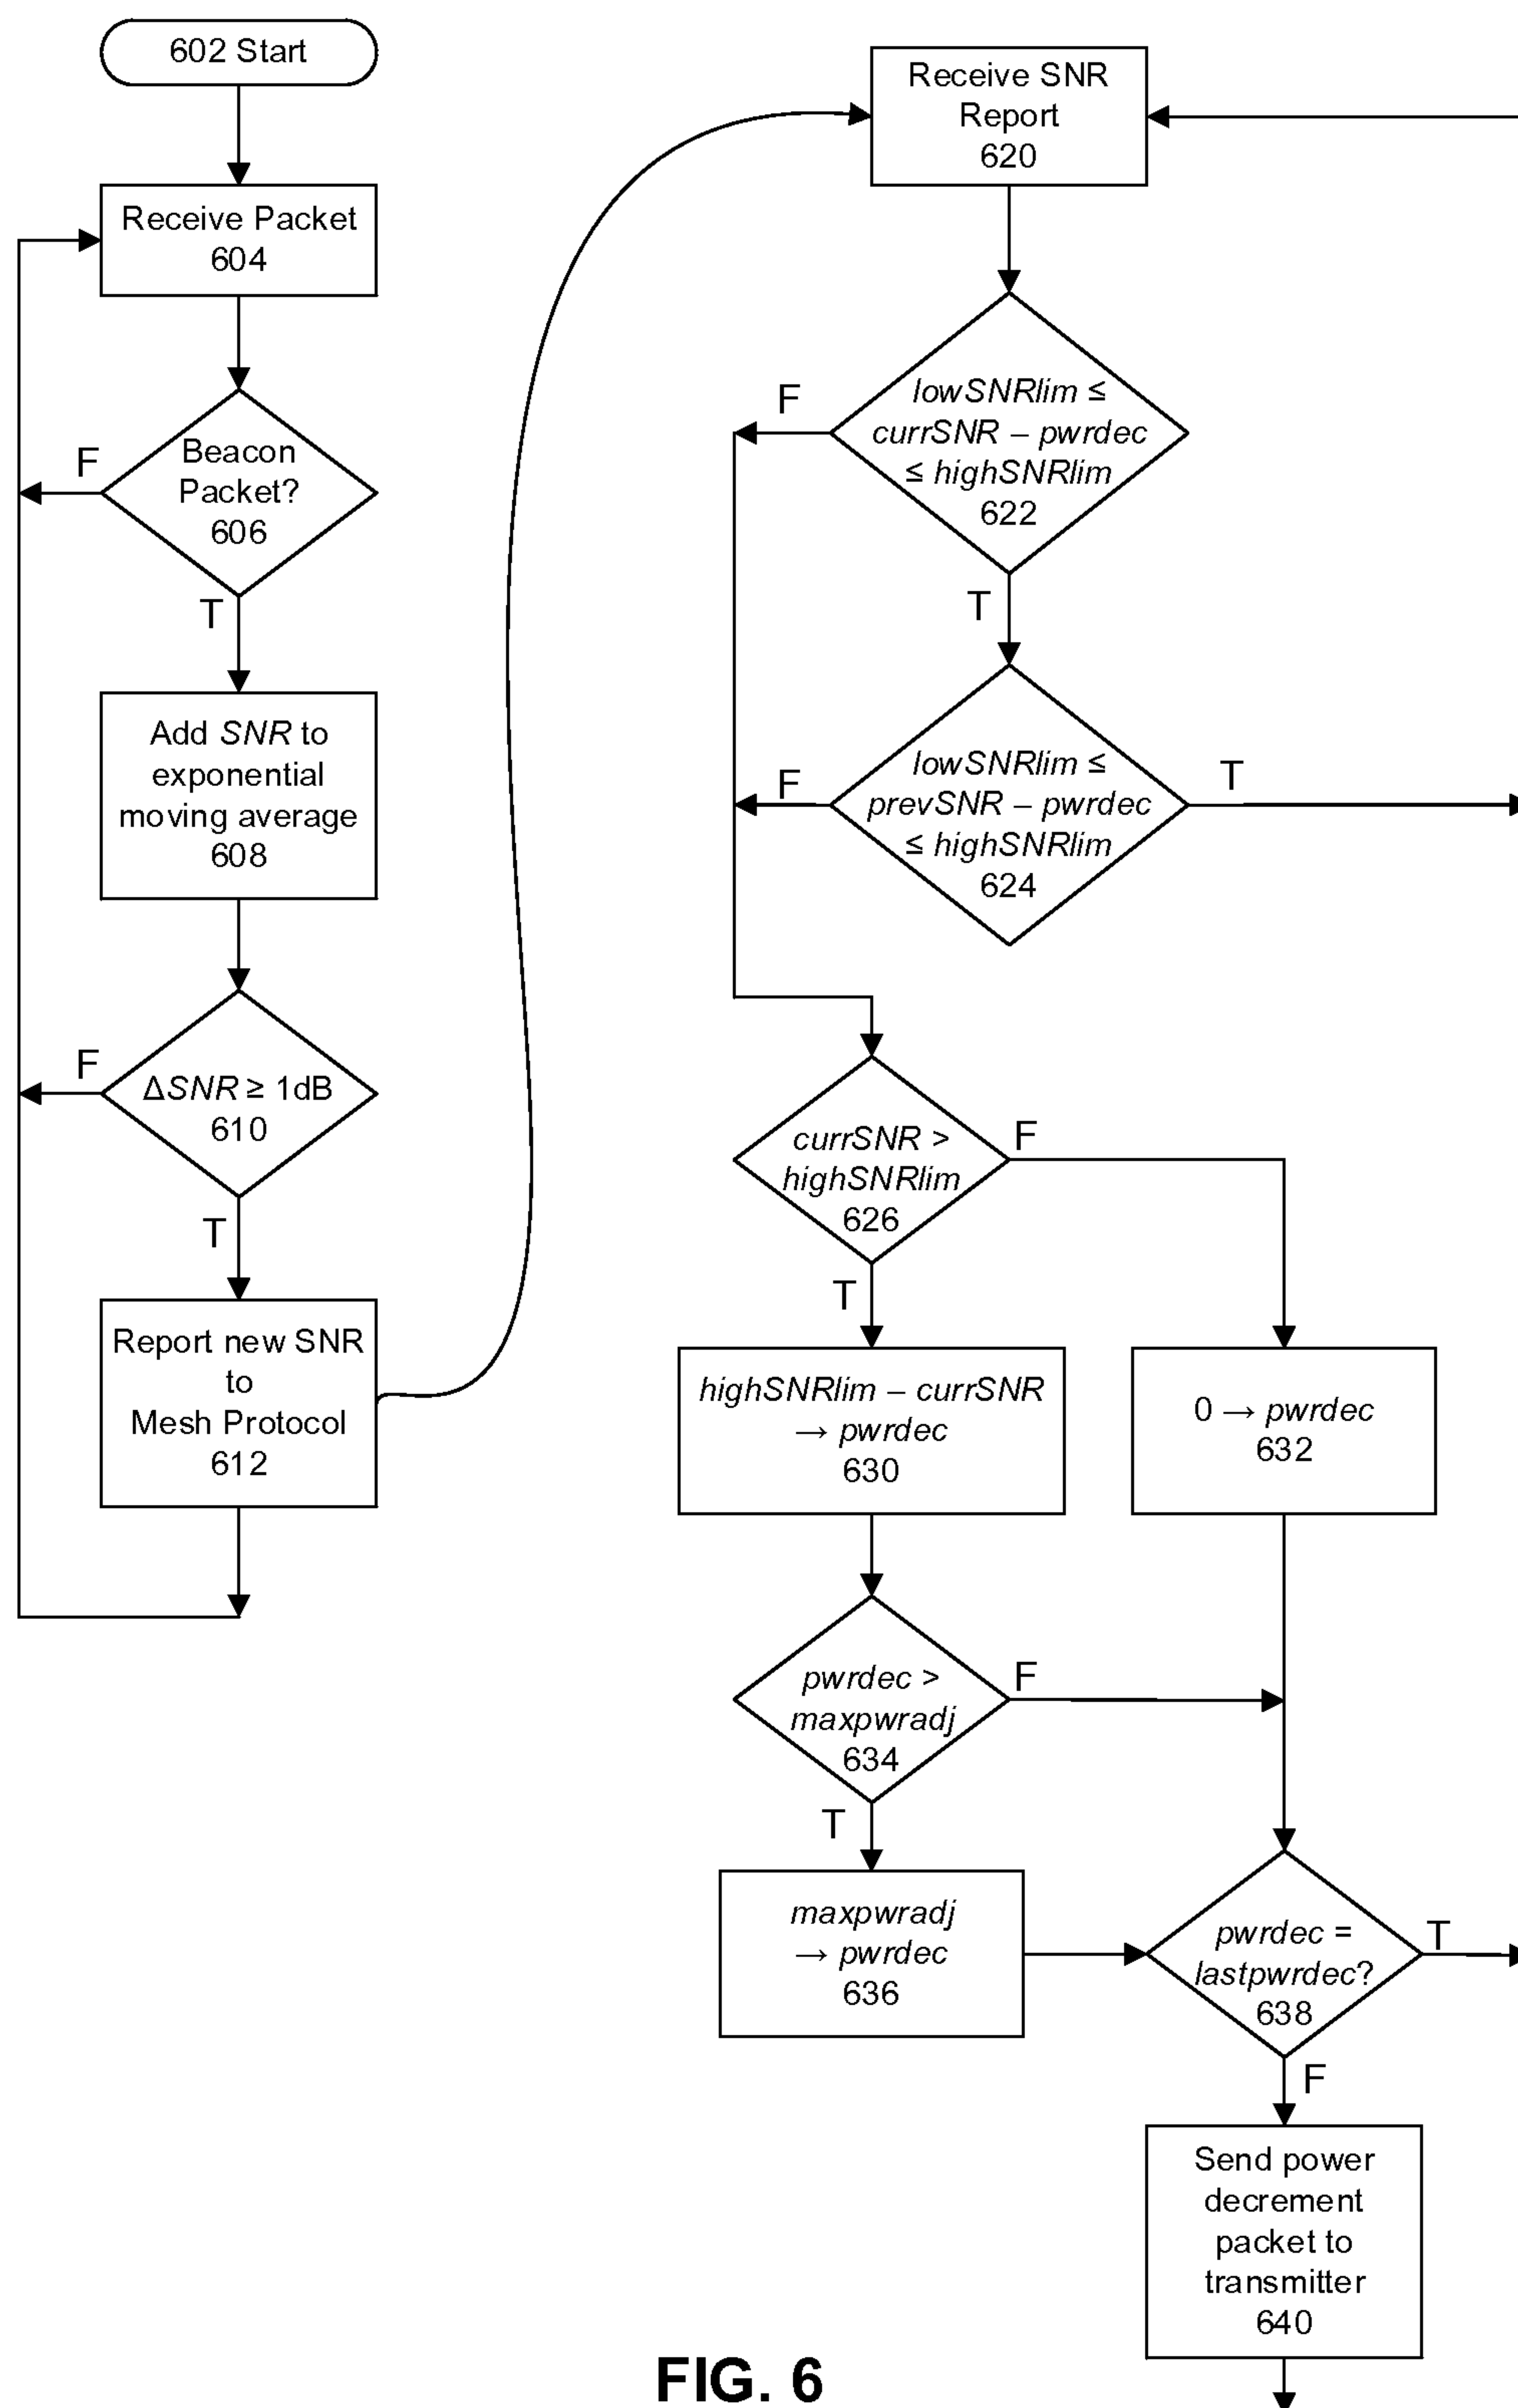 602 Start
Receive Packet
604
F
Beacon
Packet?
606
T
Add SNR to
exponential
moving average
608
F
ΔSNR ≥ 1dB
610
T
Report new SNR
to
Mesh Protocol
612
Receive SNR
Report
620
F
lowSNRlim ≤
currSNR – pwrdec
≤ highSNRlim
622
T
F
lowSNRlim ≤
prevSNR – pwrdec
≤ highSNRlim
624
T
currSNR >
highSNRlim
626
F
T
highSNRlim – currSNR
→ pwrdec
630
0 → pwrdec
632
pwrdec >
maxpwradj
634
F
T
maxpwradj
→ pwrdec
636
pwrdec =
lastpwrdec?
638
T
F
Send power
decrement
packet to
transmitter
640
FIG. 6